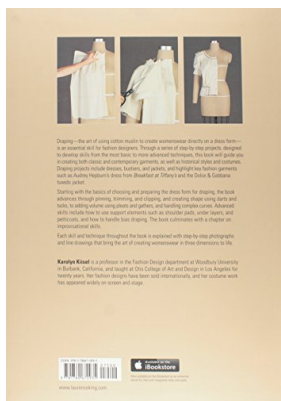 Draping—the art of using cotton muslin to create womenswear directly on a dress form—
is an essential skill for fashion designers. Through a series of step-by-step projects,
designed to develop skills from the most basic to more advanced techniques, this book will guide you
in creating both classic and contemporary garments, as well as historical styles and costumes.
Draping projects include dresses, bustiers, and jackets, and highlight key fashion garments
such as Audrey Hepburn's dress from Breakfast at Tiffany's and the Dolce & Gabbana
tuxedo jacket.
Starting with the basics of choosing and preparing the dress form for draping, the book
advances through pinning, trimming, and clipping, and creating shape using darts and
tucks, to adding volume using pleats and gathers, and handling complex curves. Advanced
skills include how to use support elements such as shoulder pads, under layers, and
petticoats, and how to handle bias draping. The book culminates with a chapter on
improvisational skills.
Each skill and technique throughout the book is explained with step-by-step photographs
and line drawings that bring the art of creating womenswear in three dimensions to life.
Karolyn Kiisel is a professor in the Fashion Design department at Woodbury University
in Burbank, California, and taught at Otis College of Art and Design in Los Angeles for
twenty years. Her fashion designs have been sold internationally, and her costume work
has appeared widely on screen and stage.
Available on the
iBookstore
www.laurenceking.com